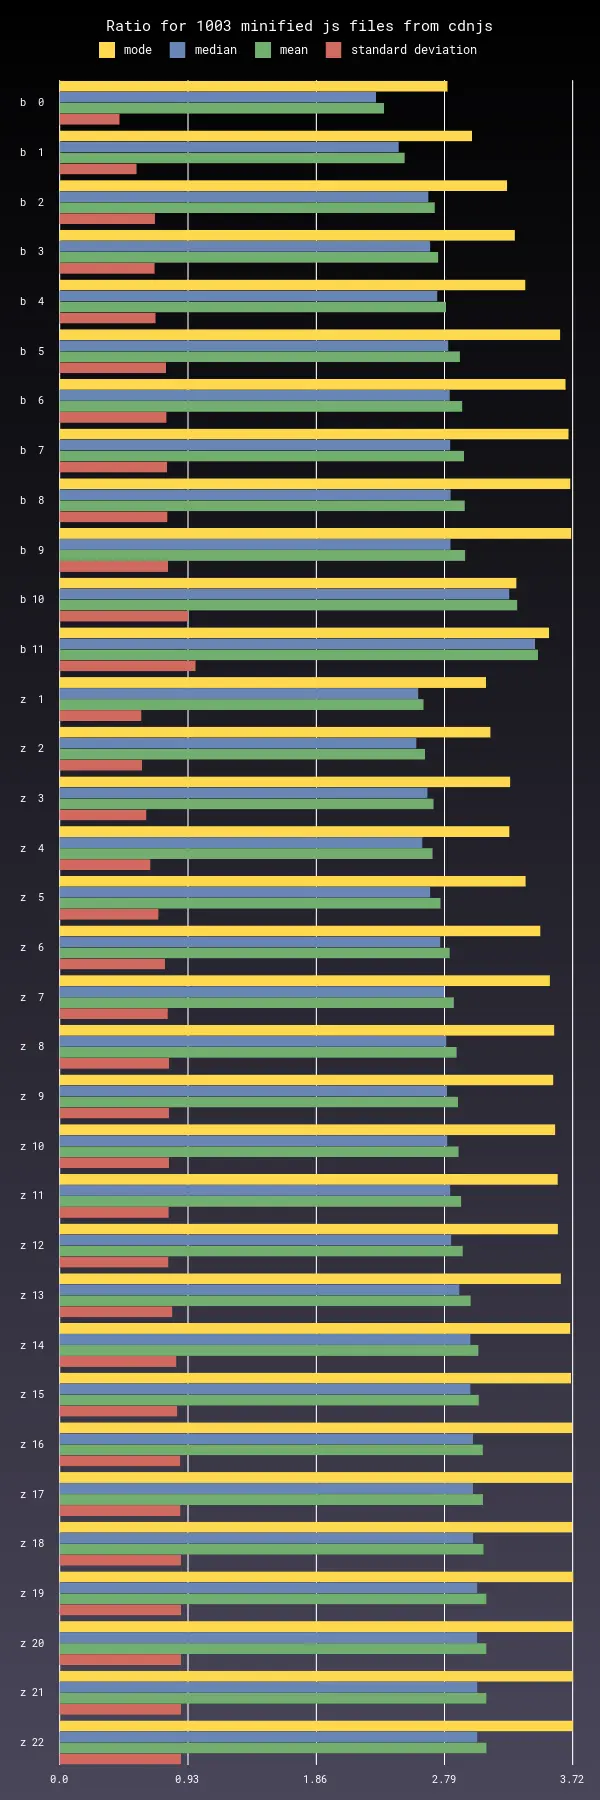 Ratio for 1003 minified js files from cdnjs
mode median mean standard deviation
b 0
b 1
b 2
b 3
b 4
b 5
b 6
b 7
b 8
b 9
b 10
b 11
z 1
z 2
z 3
z 4
z 5
z 6
z 7
z 8
z 9
z 10
z 11
z 12
z 13
z 14
z 15
z 16
z 17
z 18
z 19
z 20
z 21
z 22
0.0 0.93 1.86 2.79 3.72